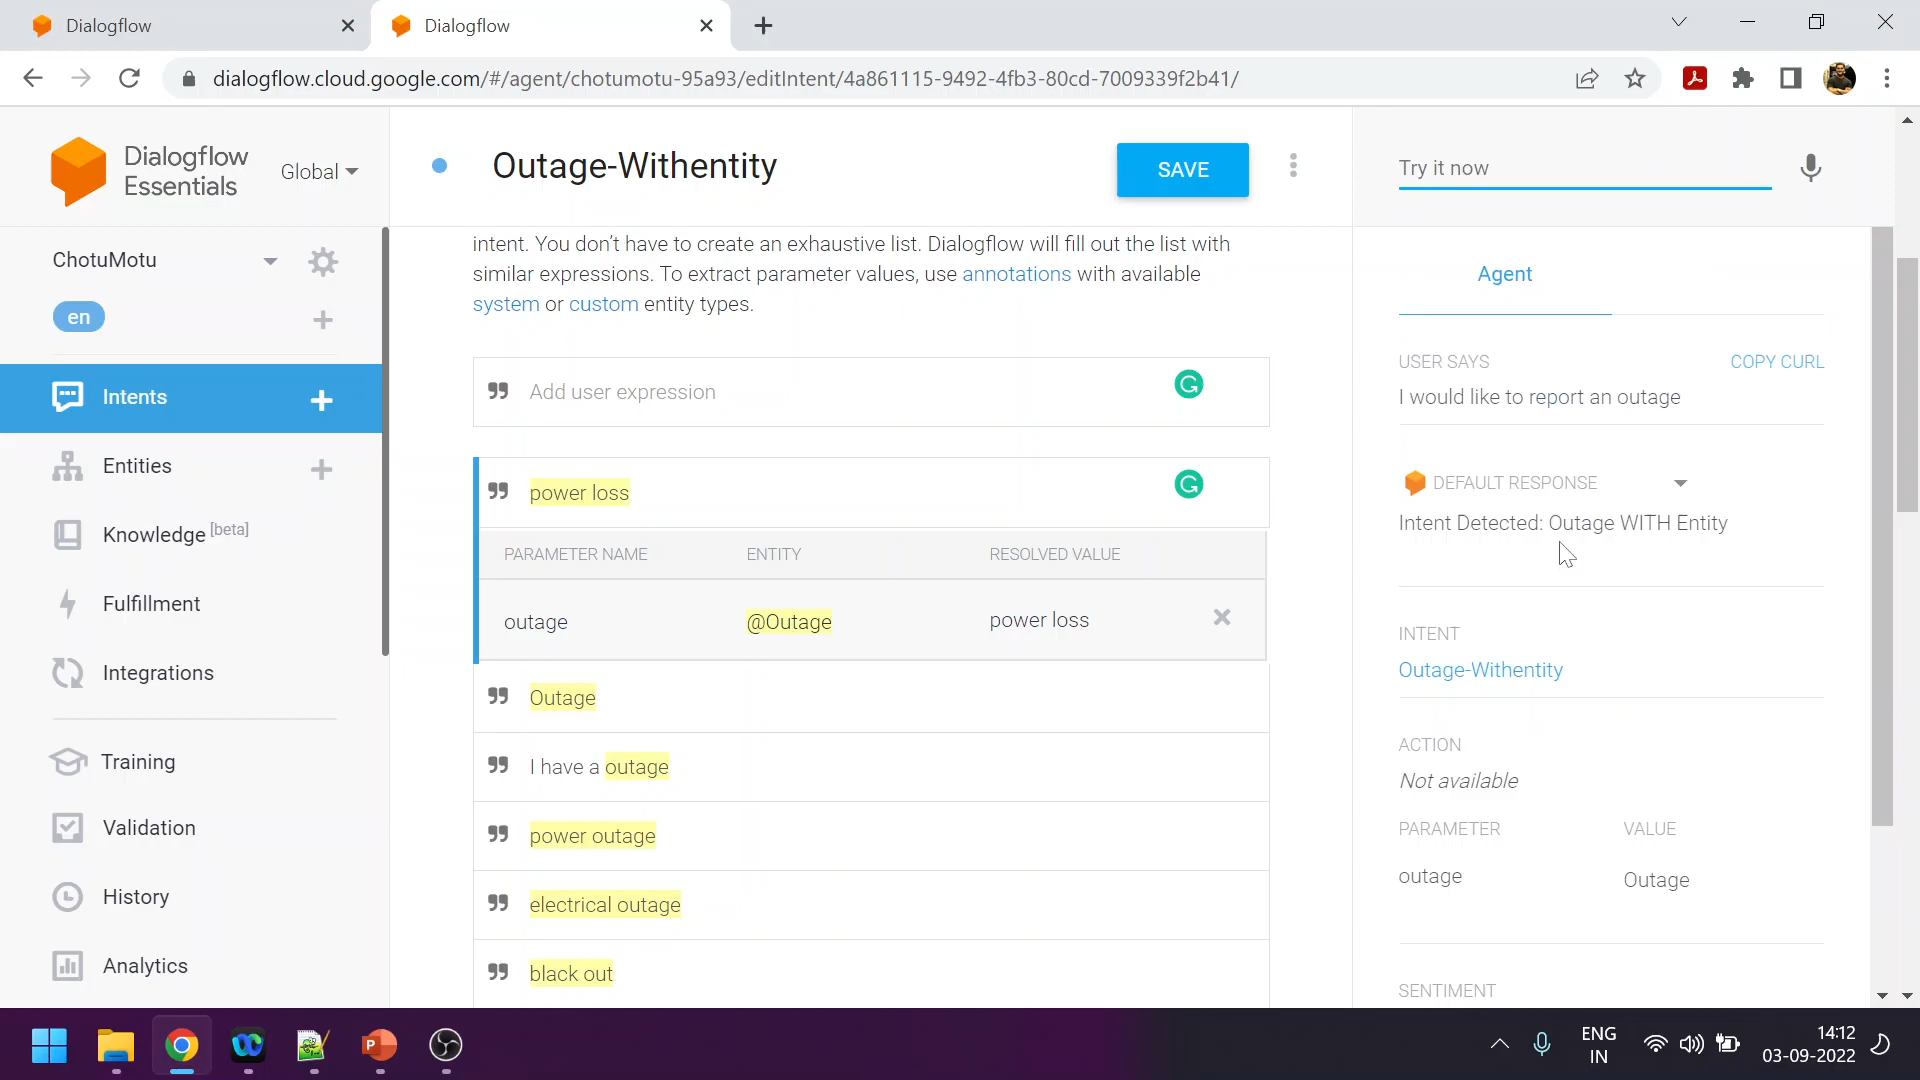 Dialogflow
Dialogflow
dialogflow.cloud.google.com/#/agent/chotumotu-95a93/editIntent/4a861115-9492-4fb3-80cd-7009339f2b41/
Dialogflow
Essentials
Global
Outage-Withentity
SAVE
Try it now
ChotuMotu
en
Intents
Entities
Knowledge [beta]
Fulfillment
Integrations
Training
Validation
History
Analytics
intent. You don't have to create an exhaustive list. Dialogflow will fill out the list with
similar expressions. To extract parameter values, use annotations with available
system or custom entity types.
Add user expression
power loss
PARAMETER NAME ENTITY RESOLVED VALUE
outage @Outage power loss
Outage
I have a outage
power outage
electrical outage
black out
Agent
USER SAYS COPY CURL
I would like to report an outage
DEFAULT RESPONSE
Intent Detected: Outage WITH Entity
INTENT
Outage-Withentity
ACTION
Not available
PARAMETER VALUE
outage Outage
SENTIMENT
ENG
IN
14:12
03-09-2022